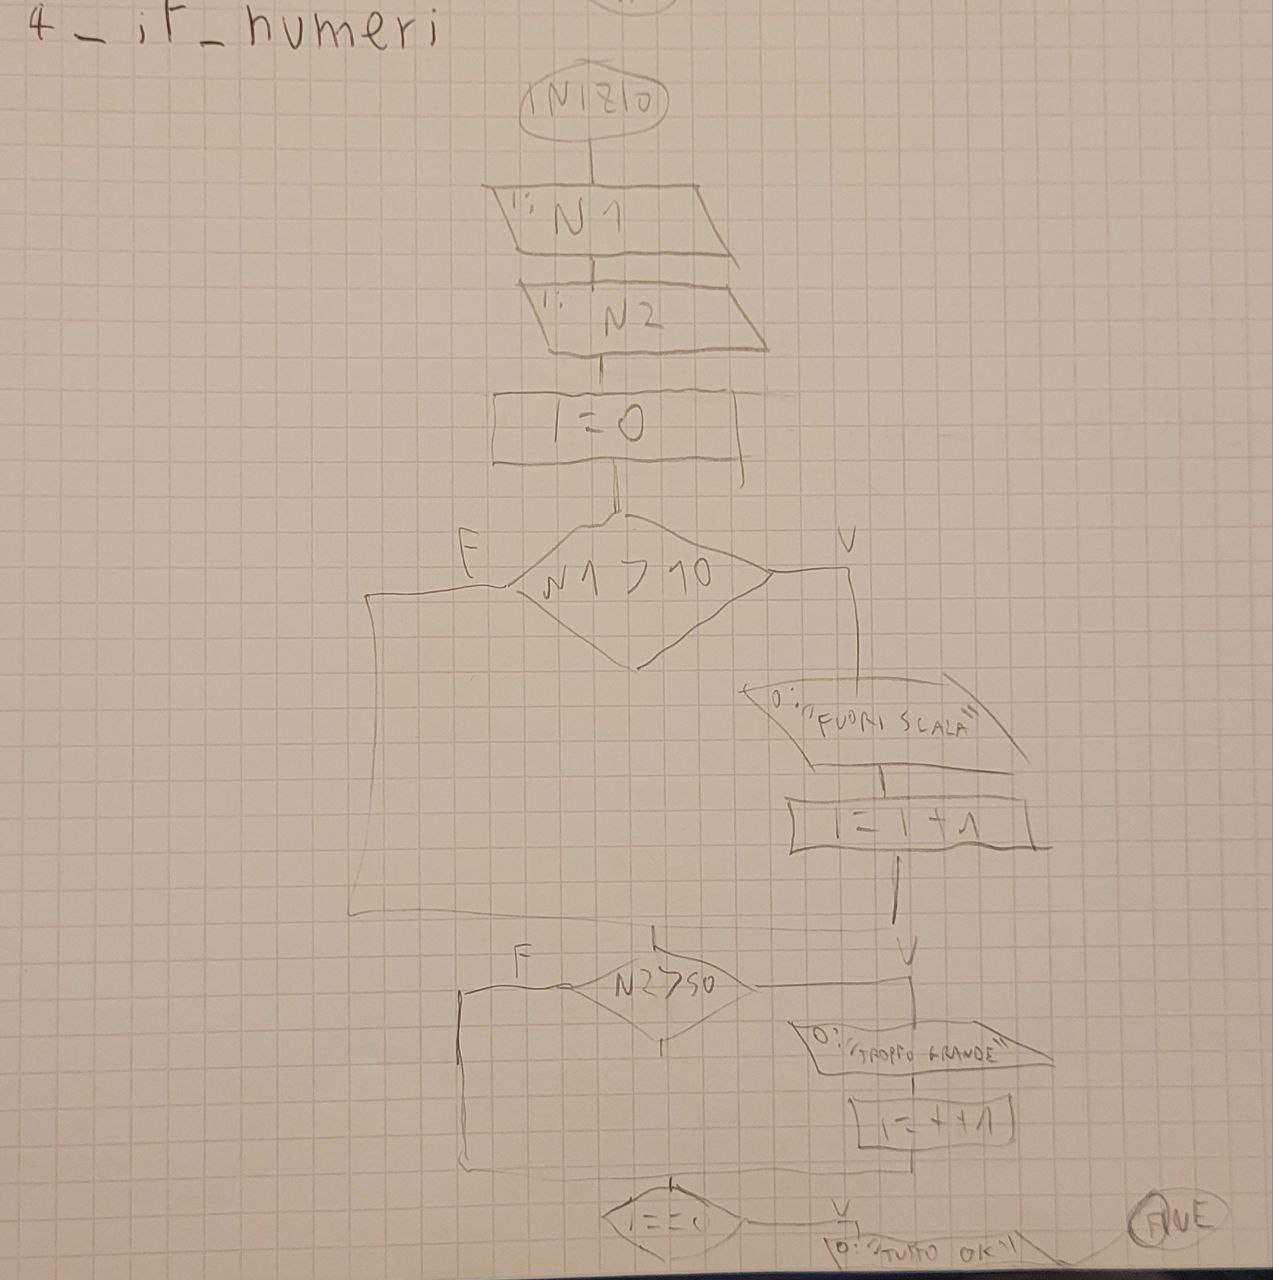 4_if_numeri
INIZIO
I: N1
I: N2
I = 0
F
V
N1 > 10
O: "FUORI SCALA"
I = I + 1
F
V
N2>50
O: "TROPPO GRANDE"
I = + + 1
I == 0
V
O: "TUTTO OK"
FINE